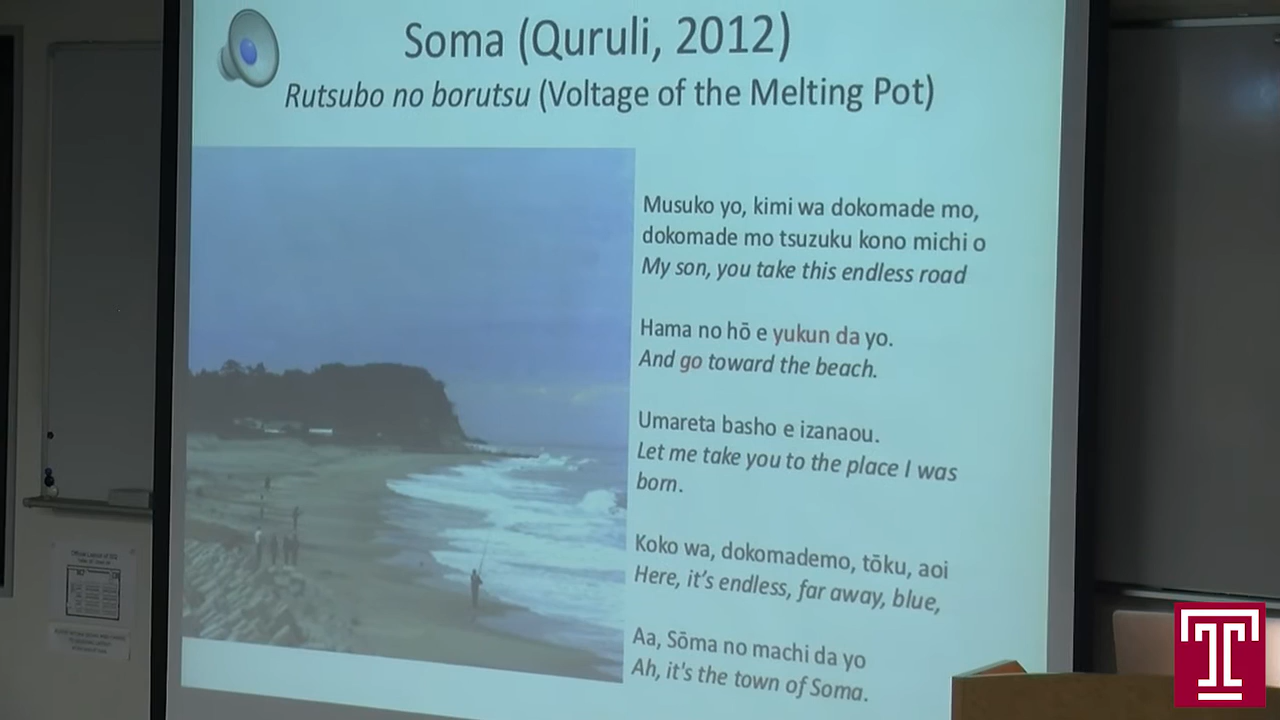 Soma (Quruli, 2012)
Rutsubo no borutsu (Voltage of the Melting Pot)
Musuko yo, kimi wa dokomade mo,
dokomade mo tsuzuku kono michi o
My son, you take this endless road
Hama no hō e yukun da yo.
And go toward the beach.
Umareta basho e izanaou.
Let me take you to the place I was
born.
Koko wa, dokomademo, tōku, aoi
Here, it's endless, far away, blue,
Aa, Sōma no machi da yo
Ah, it's the town of Soma.
T